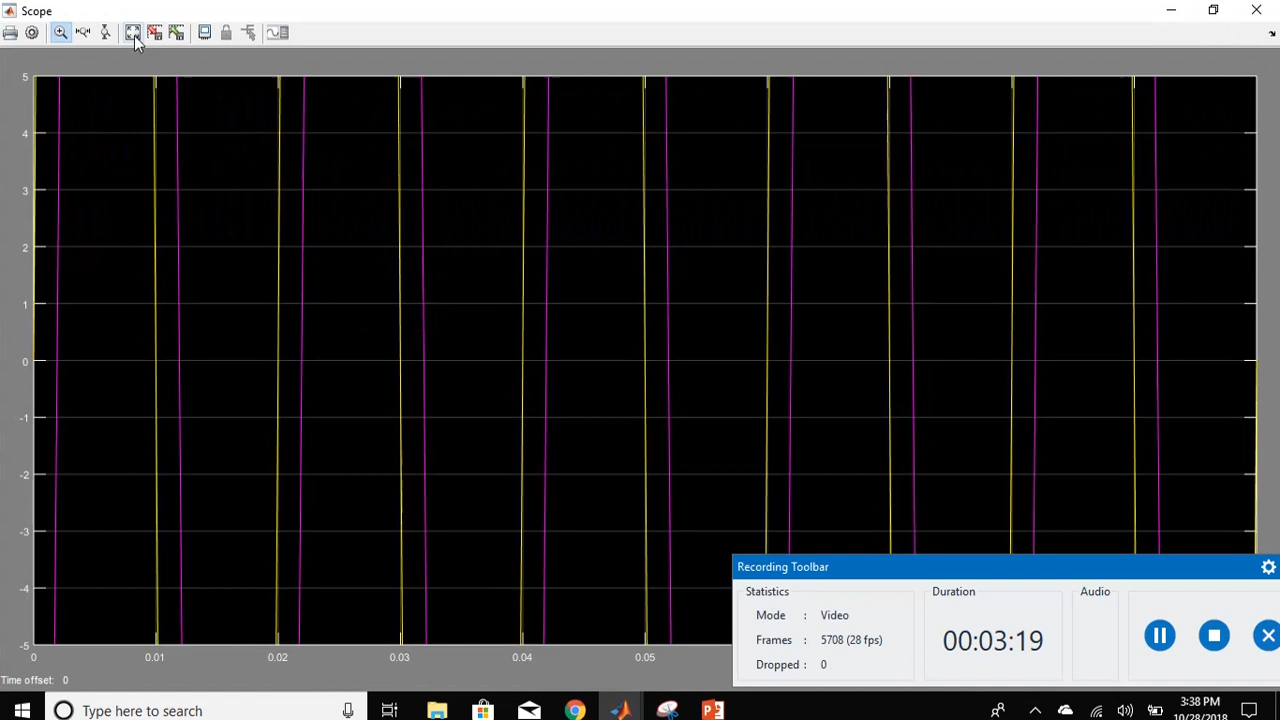 Scope
5
4
3
2
1
0
-1
-2
-3
-4
-5
0 0.01 0.02 0.03 0.04 0.05
Time offset: 0
Recording Toolbar
Statistics
Mode : Video
Frames : 5708 (28 fps)
Dropped : 0
Duration
00:03:19
Audio
Type here to search
3:38 PM
10/28/2018